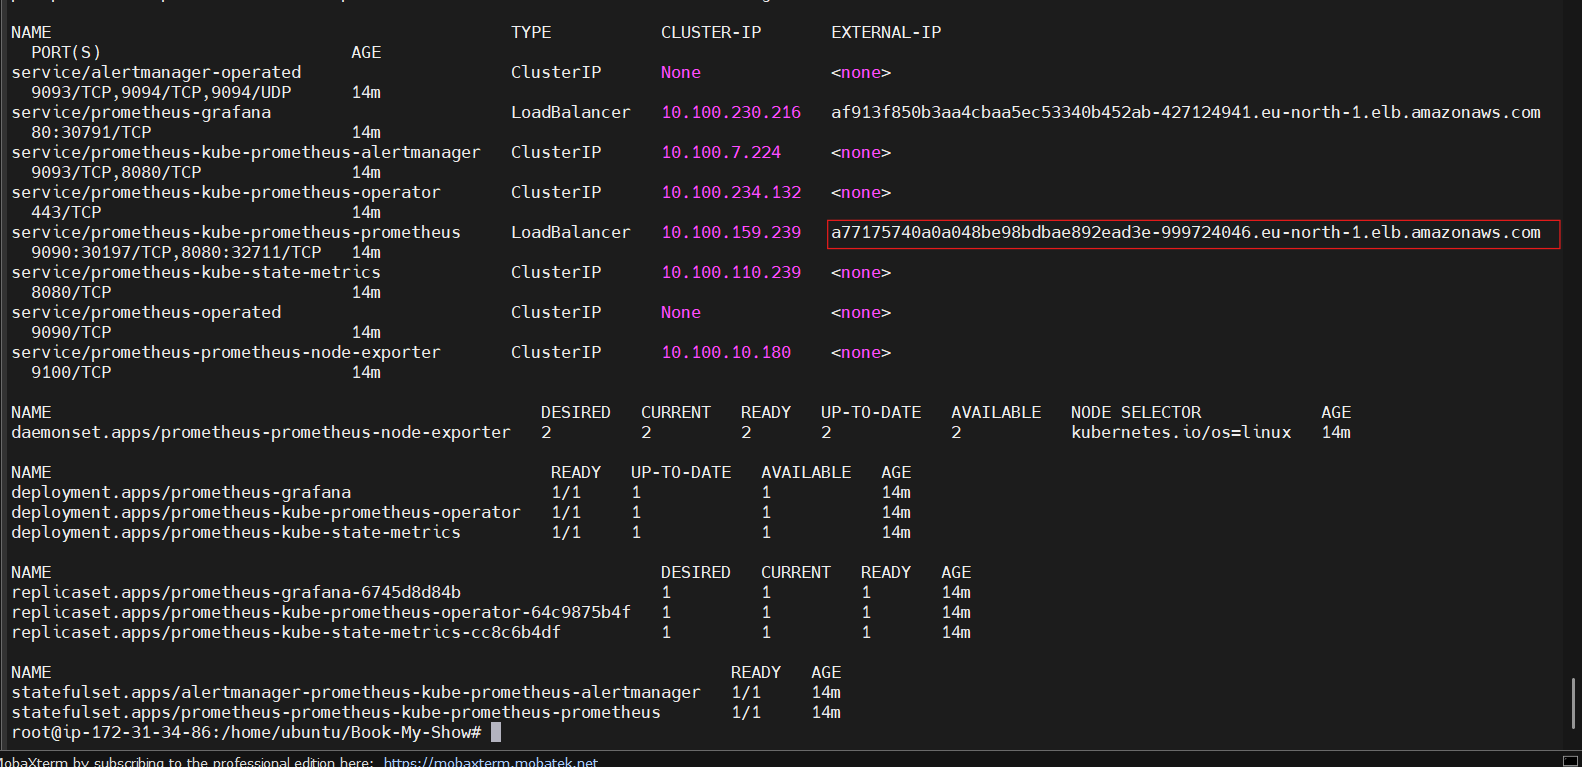 NAME TYPE CLUSTER-IP EXTERNAL-IP
PORT(S) AGE
service/alertmanager-operated ClusterIP None <none>
9093/TCP,9094/TCP,9094/UDP 14m
service/prometheus-grafana LoadBalancer 10.100.230.216 af913f850b3aa4cbaa5ec53340b452ab-427124941.eu-north-1.elb.amazonaws.com
80:30791/TCP 14m
service/prometheus-kube-prometheus-alertmanager ClusterIP 10.100.7.224 <none>
9093/TCP,8080/TCP 14m
service/prometheus-kube-prometheus-operator ClusterIP 10.100.234.132 <none>
443/TCP 14m
service/prometheus-kube-prometheus-prometheus LoadBalancer 10.100.159.239 a77175740a0a048be98bdbae892ead3e-999724046.eu-north-1.elb.amazonaws.com
9090:30197/TCP,8080:32711/TCP 14m
service/prometheus-kube-state-metrics ClusterIP 10.100.110.239 <none>
8080/TCP 14m
service/prometheus-operated ClusterIP None <none>
9090/TCP 14m
service/prometheus-prometheus-node-exporter ClusterIP 10.100.10.180 <none>
9100/TCP 14m
NAME DESIRED CURRENT READY UP-TO-DATE AVAILABLE NODE SELECTOR AGE
daemonset.apps/prometheus-prometheus-node-exporter 2 2 2 2 2 kubernetes.io/os=linux 14m
NAME READY UP-TO-DATE AVAILABLE AGE
deployment.apps/prometheus-grafana 1/1 1 1 14m
deployment.apps/prometheus-kube-prometheus-operator 1/1 1 1 14m
deployment.apps/prometheus-kube-state-metrics 1/1 1 1 14m
NAME DESIRED CURRENT READY AGE
replicaset.apps/prometheus-grafana-6745d8d84b 1 1 1 14m
replicaset.apps/prometheus-kube-prometheus-operator-64c9875b4f 1 1 1 14m
replicaset.apps/prometheus-kube-state-metrics-cc8c6b4df 1 1 1 14m
NAME READY AGE
statefulset.apps/alertmanager-prometheus-kube-prometheus-alertmanager 1/1 14m
statefulset.apps/prometheus-prometheus-kube-prometheus-prometheus 1/1 14m
root@ip-172-31-34-86:/home/ubuntu/Book-My-Show#
MobaXterm by subscribing to the professional edition here: https://mobaxterm.mobatek.net